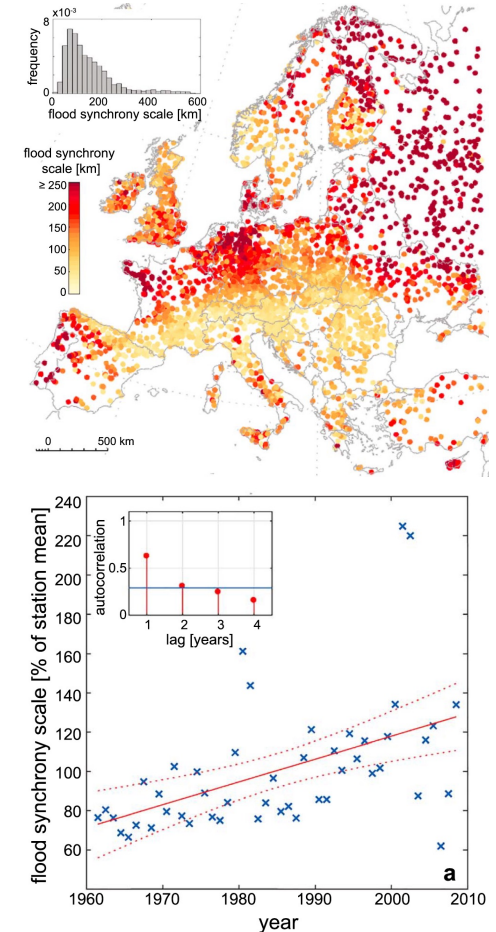 8 x10⁻³
frequency
0
0 200 400 600
flood synchrony scale [km]
flood synchrony
scale [km]
≥ 250
200
150
100
50
0
0 500 km
240
220
200
180
160
140
120
100
80
60
flood synchrony scale [% of station mean]
autocorrelation
1
0.5
0
1 2 3 4
lag [years]
a
1960 1970 1980 1990 2000 2010
year